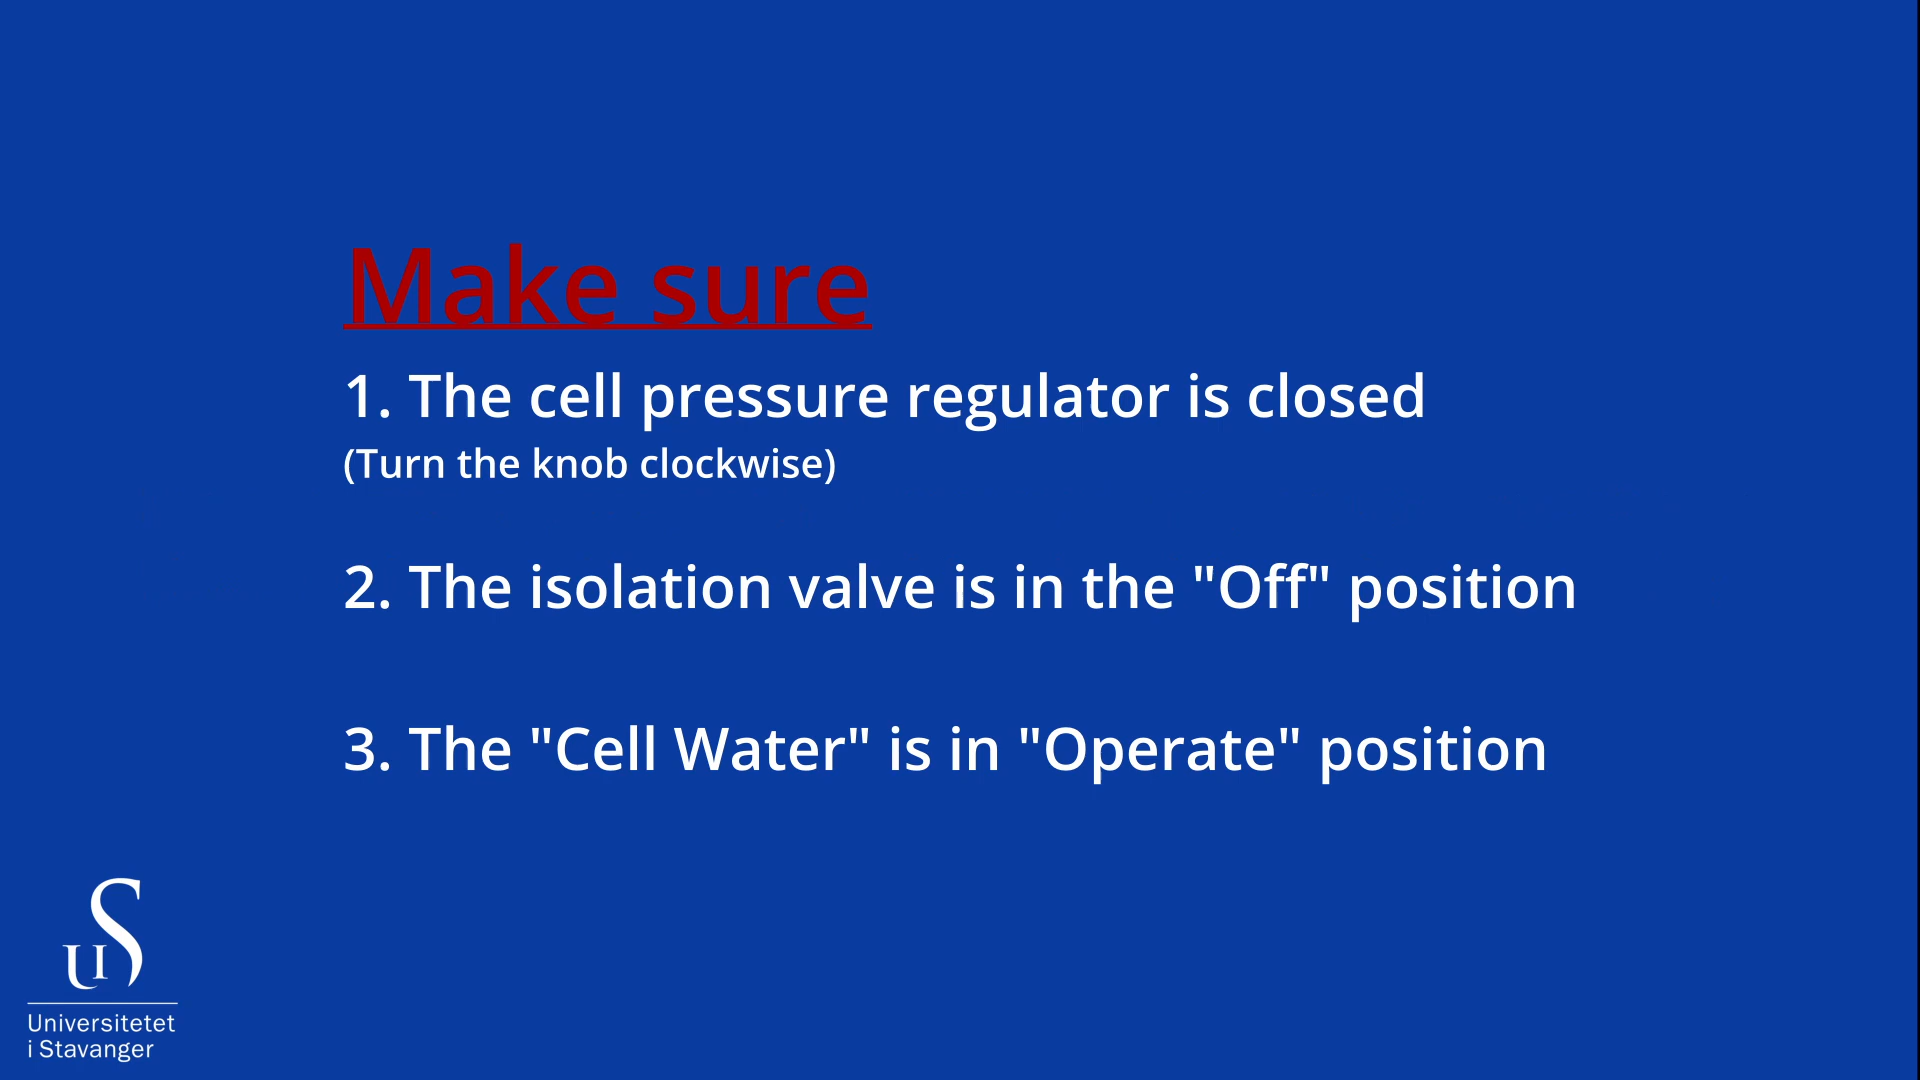 Make sure
1. The cell pressure regulator is closed
(Turn the knob clockwise)
2. The isolation valve is in the "Off" position
3. The "Cell Water" is in "Operate" position
uS
Universitetet
i Stavanger